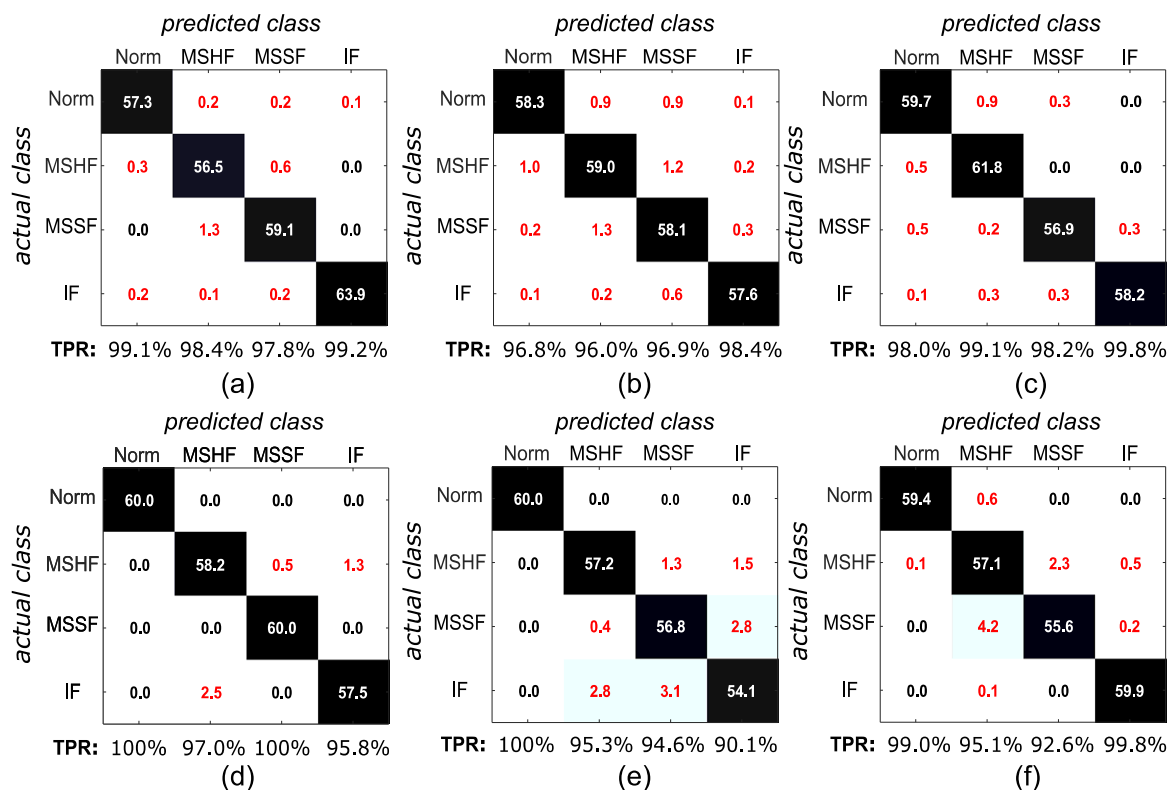 predicted class
Norm MSHF MSSF IF
actual class
Norm 57.3 0.2 0.2 0.1
MSHF 0.3 56.5 0.6 0.0
MSSF 0.0 1.3 59.1 0.0
IF 0.2 0.1 0.2 63.9
TPR: 99.1% 98.4% 97.8% 99.2%
(a)
predicted class
Norm MSHF MSSF IF
actual class
Norm 58.3 0.9 0.9 0.1
MSHF 1.0 59.0 1.2 0.2
MSSF 0.2 1.3 58.1 0.3
IF 0.1 0.2 0.6 57.6
TPR: 96.8% 96.0% 96.9% 98.4%
(b)
predicted class
Norm MSHF MSSF IF
actual class
Norm 59.7 0.9 0.3 0.0
MSHF 0.5 61.8 0.0 0.0
MSSF 0.5 0.2 56.9 0.3
IF 0.1 0.3 0.3 58.2
TPR: 98.0% 99.1% 98.2% 99.8%
(c)
predicted class
Norm MSHF MSSF IF
actual class
Norm 60.0 0.0 0.0 0.0
MSHF 0.0 58.2 0.5 1.3
MSSF 0.0 0.0 60.0 0.0
IF 0.0 2.5 0.0 57.5
TPR: 100% 97.0% 100% 95.8%
(d)
predicted class
Norm MSHF MSSF IF
actual class
Norm 60.0 0.0 0.0 0.0
MSHF 0.0 57.2 1.3 1.5
MSSF 0.0 0.4 56.8 2.8
IF 0.0 2.8 3.1 54.1
TPR: 100% 95.3% 94.6% 90.1%
(e)
predicted class
Norm MSHF MSSF IF
actual class
Norm 59.4 0.6 0.0 0.0
MSHF 0.1 57.1 2.3 0.5
MSSF 0.0 4.2 55.6 0.2
IF 0.0 0.1 0.0 59.9
TPR: 99.0% 95.1% 92.6% 99.8%
(f)